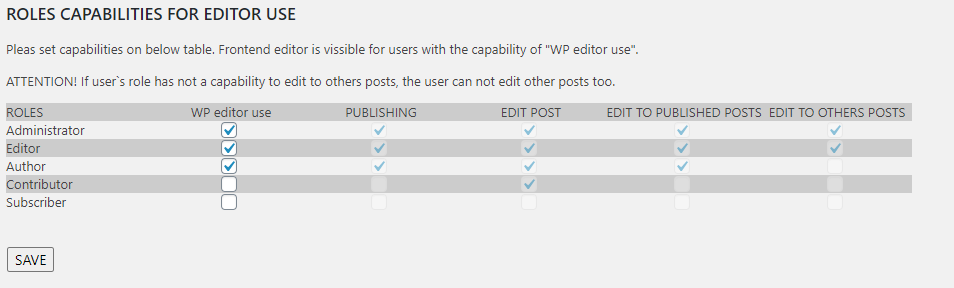 ROLES CAPABILITIES FOR EDITOR USE
Pleas set capabilities on below table. Frontend editor is vissible for users with the capability of "WP editor use".
ATTENTION! If user`s role has not a capability to edit to others posts, the user can not edit other posts too.
ROLES WP editor use PUBLISHING EDIT POST EDIT TO PUBLISHED POSTS EDIT TO OTHERS POSTS
Administrator
Editor
Author
Contributor
Subscriber
SAVE